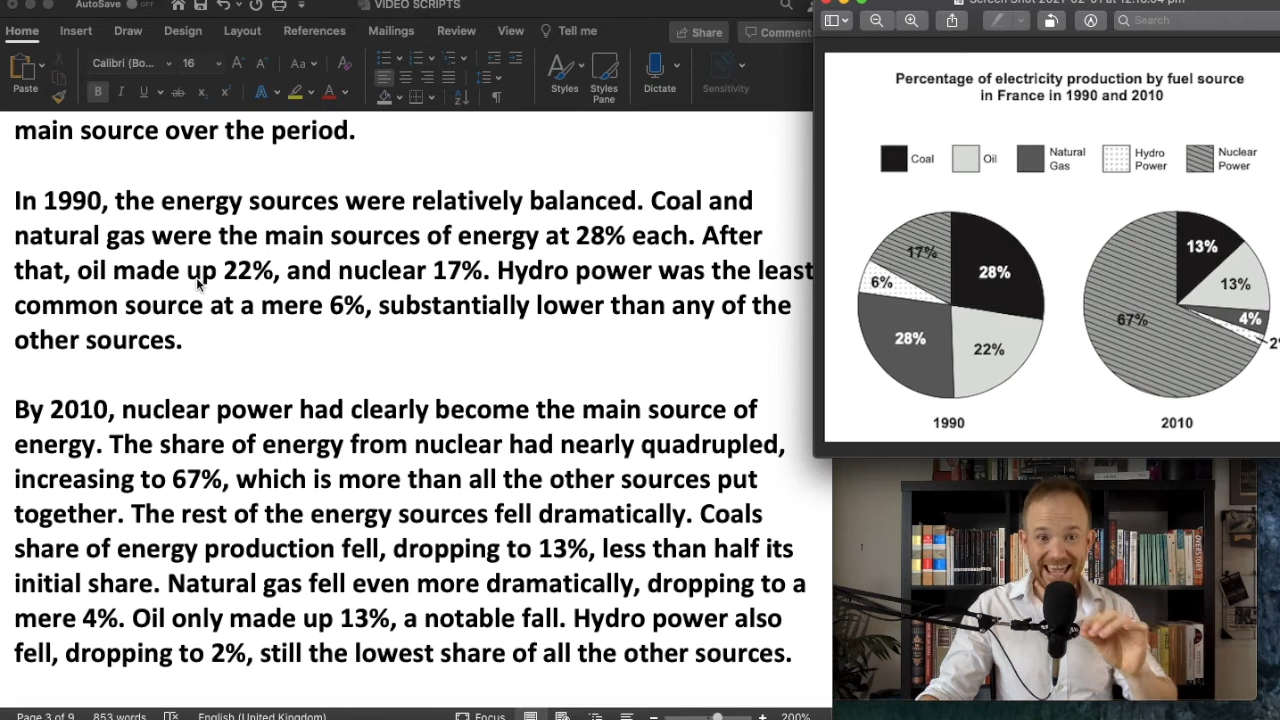 AutoSave
OFF
VIDEO SCRIPTS
Home Insert Draw Design Layout References Mailings Review View Tell me
Share
Comment
Calibri (Bo...
16
Paste
Styles
Styles
Pane
Dictate
Sensitivity
main source over the period.
In 1990, the energy sources were relatively balanced. Coal and
natural gas were the main sources of energy at 28% each. After
that, oil made up 22%, and nuclear 17%. Hydro power was the least
common source at a mere 6%, substantially lower than any of the
other sources.
By 2010, nuclear power had clearly become the main source of
energy. The share of energy from nuclear had nearly quadrupled,
increasing to 67%, which is more than all the other sources put
together. The rest of the energy sources fell dramatically. Coals
share of energy production fell, dropping to 13%, less than half its
initial share. Natural gas fell even more dramatically, dropping to a
mere 4%. Oil only made up 13%, a notable fall. Hydro power also
fell, dropping to 2%, still the lowest share of all the other sources.
Page 3 of 9 853 words English (United Kingdom) Focus 200%
Search
Percentage of electricity production by fuel source
in France in 1990 and 2010
Coal
Oil
Natural
Gas
Hydro
Power
Nuclear
Power
17%
28%
6%
28%
22%
1990
13%
13%
4%
67%
2010